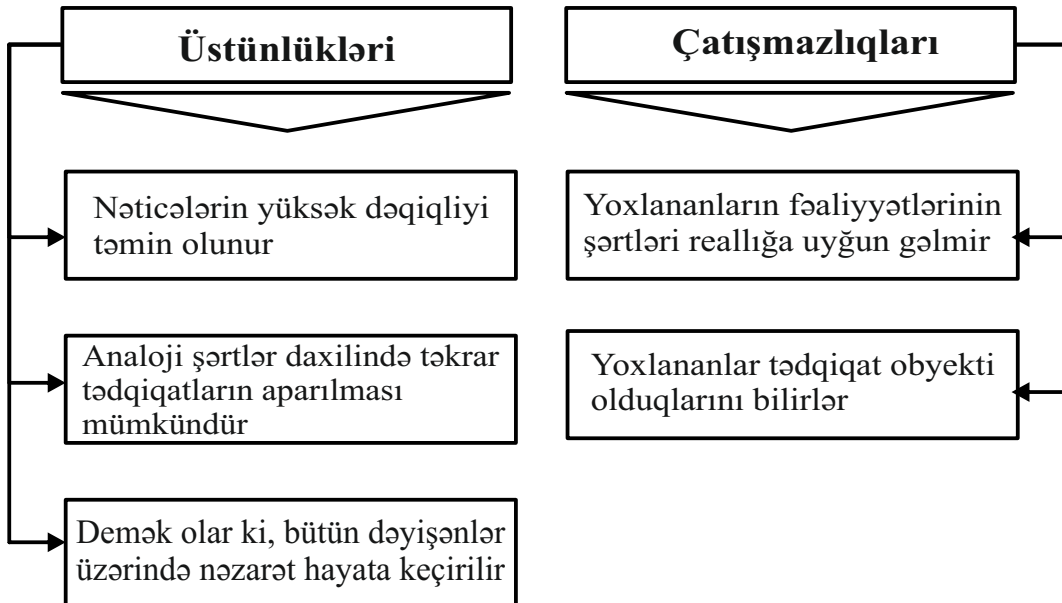 Üstünlükləri
Nəticələrin yüksək dəqiqliyi
təmin olunur
Analoji şərtlər daxilində təkrar
tədqiqatların aparılması
mümkündür
Demək olar ki, bütün dəyişənlər
üzərində nəzarət hayata keçirilir
Çatışmazlıqları
Yoxlananların fəaliyyətlərinin
şərtləri reallığa uyğun gəlmir
Yoxlananlar tədqiqat obyekti
olduqlarını bilirlər